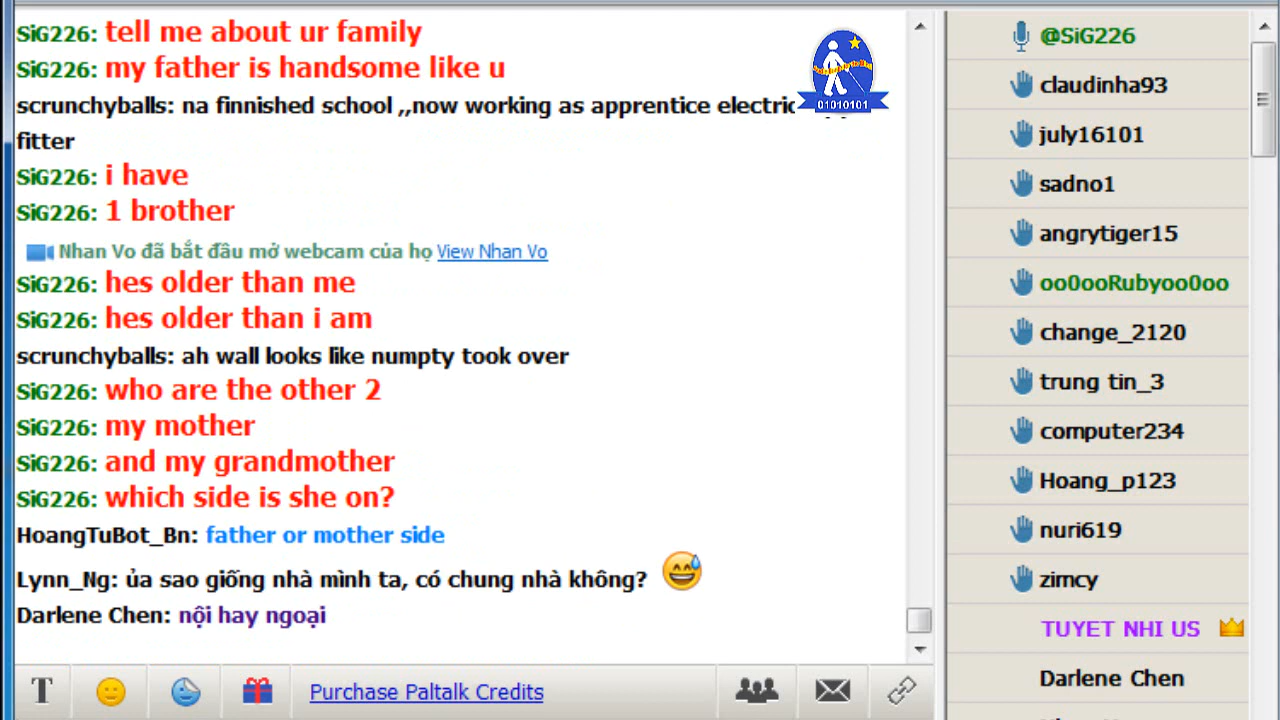 SiG226: tell me about ur family
SiG226: my father is handsome like u
scrunchyballs: na finnished school ,,now working as apprentice electric
fitter
SiG226: i have
SiG226: 1 brother
Nhan Vo đã bắt đầu mở webcam của họ View Nhan Vo
SiG226: hes older than me
SiG226: hes older than i am
scrunchyballs: ah wall looks like numpty took over
SiG226: who are the other 2
SiG226: my mother
SiG226: and my grandmother
SiG226: which side is she on?
HoangTuBot_Bn: father or mother side
Lynn_Ng: ủa sao giống nhà mình ta, có chung nhà không?
Darlene Chen: nội hay ngoại
T
Purchase Paltalk Credits
01010101
@SiG226
claudinha93
july16101
sadno1
angrytiger15
oo0ooRubyoo0oo
change_2120
trung tin_3
computer234
Hoang_p123
nuri619
zimcy
TUYET NHI US
Darlene Chen